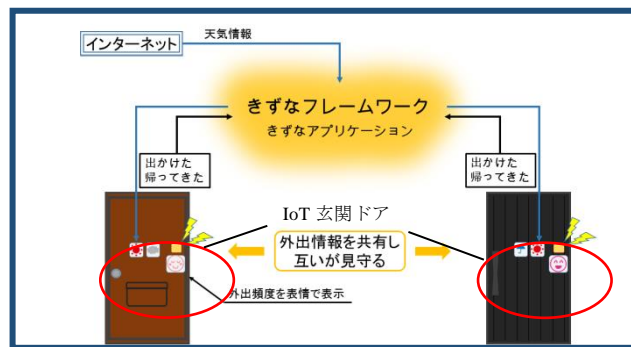 天気情報
インターネット
きずなフレームワーク
きずなアプリケーション
出かけた
帰ってきた
出かけた
帰ってきた
IoT 玄関ドア
外出情報を共有し
互いが見守る
外出頻度を表情で表示